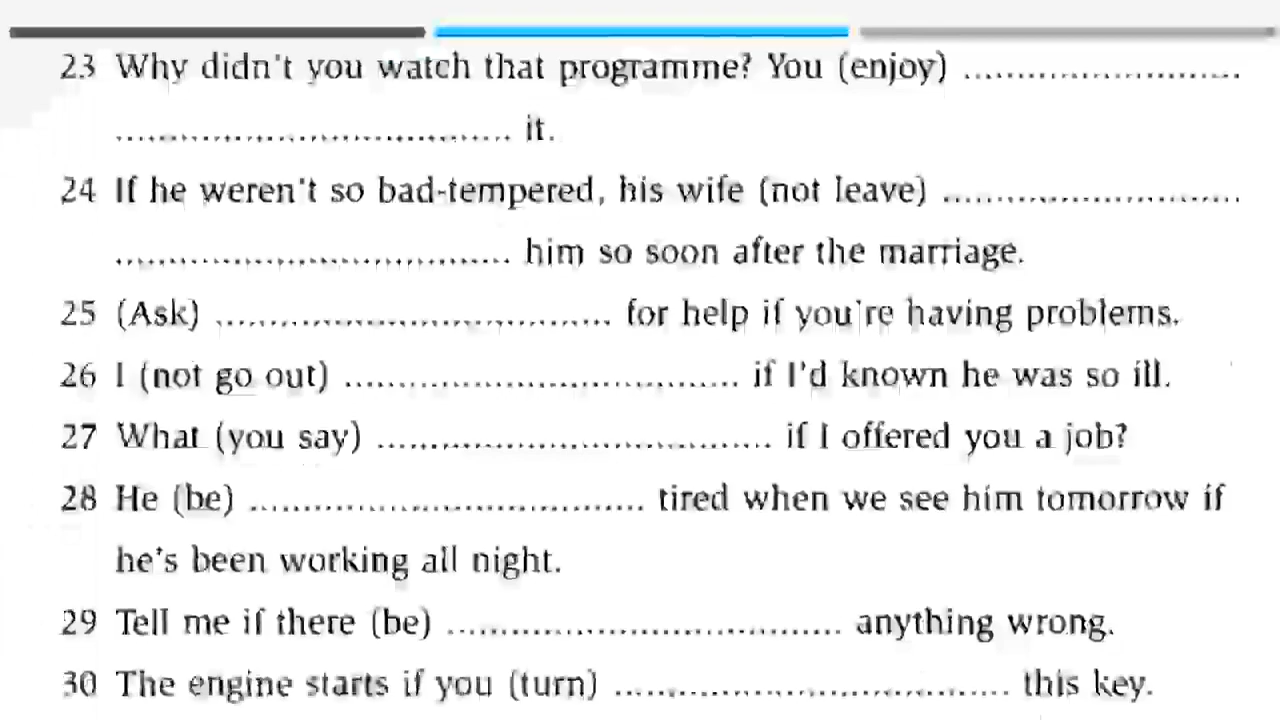 23 Why didn't you watch that programme? You (enjoy) ..............................
.......................................... it.
24 If he weren't so bad-tempered, his wife (not leave) ................................
.......................................... him so soon after the marriage.
25 (Ask) .......................................... for help if you're having problems.
26 I (not go out) .......................................... if I'd known he was so ill.
27 What (you say) .......................................... if I offered you a job?
28 He (be) .......................................... tired when we see him tomorrow if
he's been working all night.
29 Tell me if there (be) .......................................... anything wrong.
30 The engine starts if you (turn) .......................................... this key.